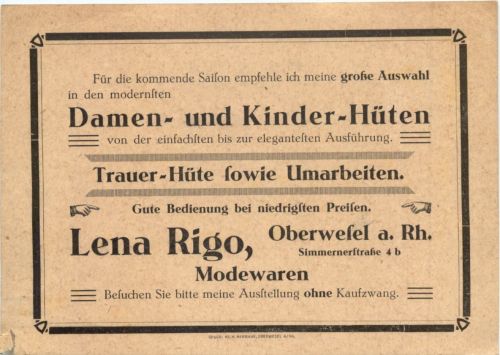 Für die kommende Saiſon empfehle ich meine große Auswahl
in den modernſten
Damen- und Kinder-Hüten
von der einfachſten bis zur eleganteſten Ausführung.
Trauer-Hüte ſowie Umarbeiten.
Gute Bedienung bei niedrigſten Preiſen.
Lena Rigo, Oberweſel a. Rh.
Simmernerſtraße 4 b
Modewaren
Beſuchen Sie bitte meine Ausſtellung ohne Kaufzwang.